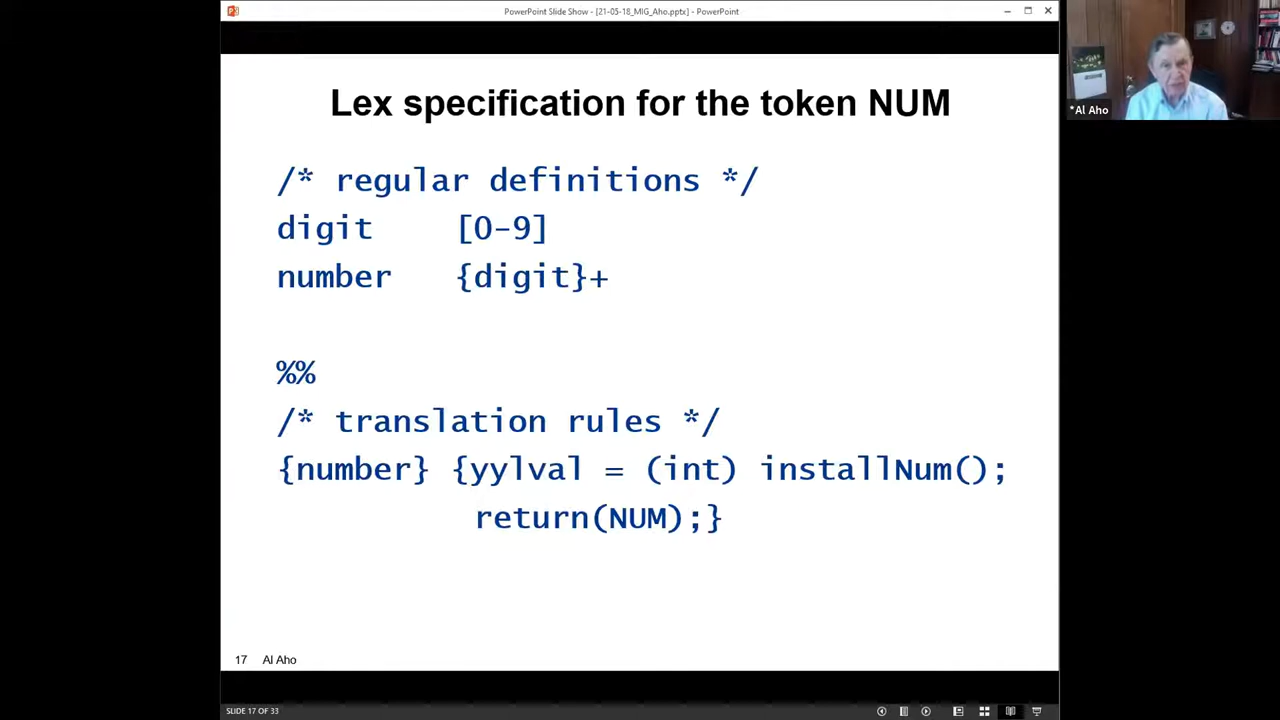 PowerPoint Slide Show - [21-05-18_MIG_Aho.pptx] - PowerPoint
*Al Aho
Lex specification for the token NUM
/* regular definitions */
digit [0-9]
number {digit}+
%%
/* translation rules */
{number} {yylval = (int) installNum();
return(NUM);}
17 Al Aho
SLIDE 17 OF 33